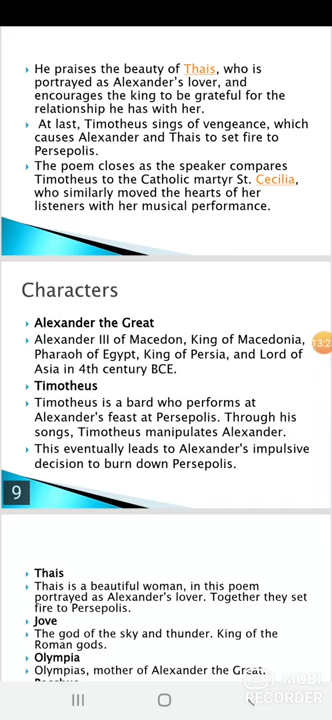 He praises the beauty of Thais, who is
portrayed as Alexander's lover, and
encourages the king to be grateful for the
relationship he has with her.
At last, Timotheus sings of vengeance, which
causes Alexander and Thais to set fire to
Persepolis.
The poem closes as the speaker compares
Timotheus to the Catholic martyr St. Cecilia,
who similarly moved the hearts of her
listeners with her musical performance.
Characters
Alexander the Great
Alexander III of Macedon, King of Macedonia,
Pharaoh of Egypt, King of Persia, and Lord of
Asia in 4th century BCE.
13:2
Timotheus
Timotheus is a bard who performs at
Alexander's feast at Persepolis. Through his
songs, Timotheus manipulates Alexander.
This eventually leads to Alexander's impulsive
decision to burn down Persepolis.
9
Thais
Thais is a beautiful woman, in this poem
portrayed as Alexander's lover. Together they set
fire to Persepolis.
Jove
The god of the sky and thunder. King of the
Roman gods.
Olympia
Olympias, mother of Alexander the Great.
MOBI
RECORDER